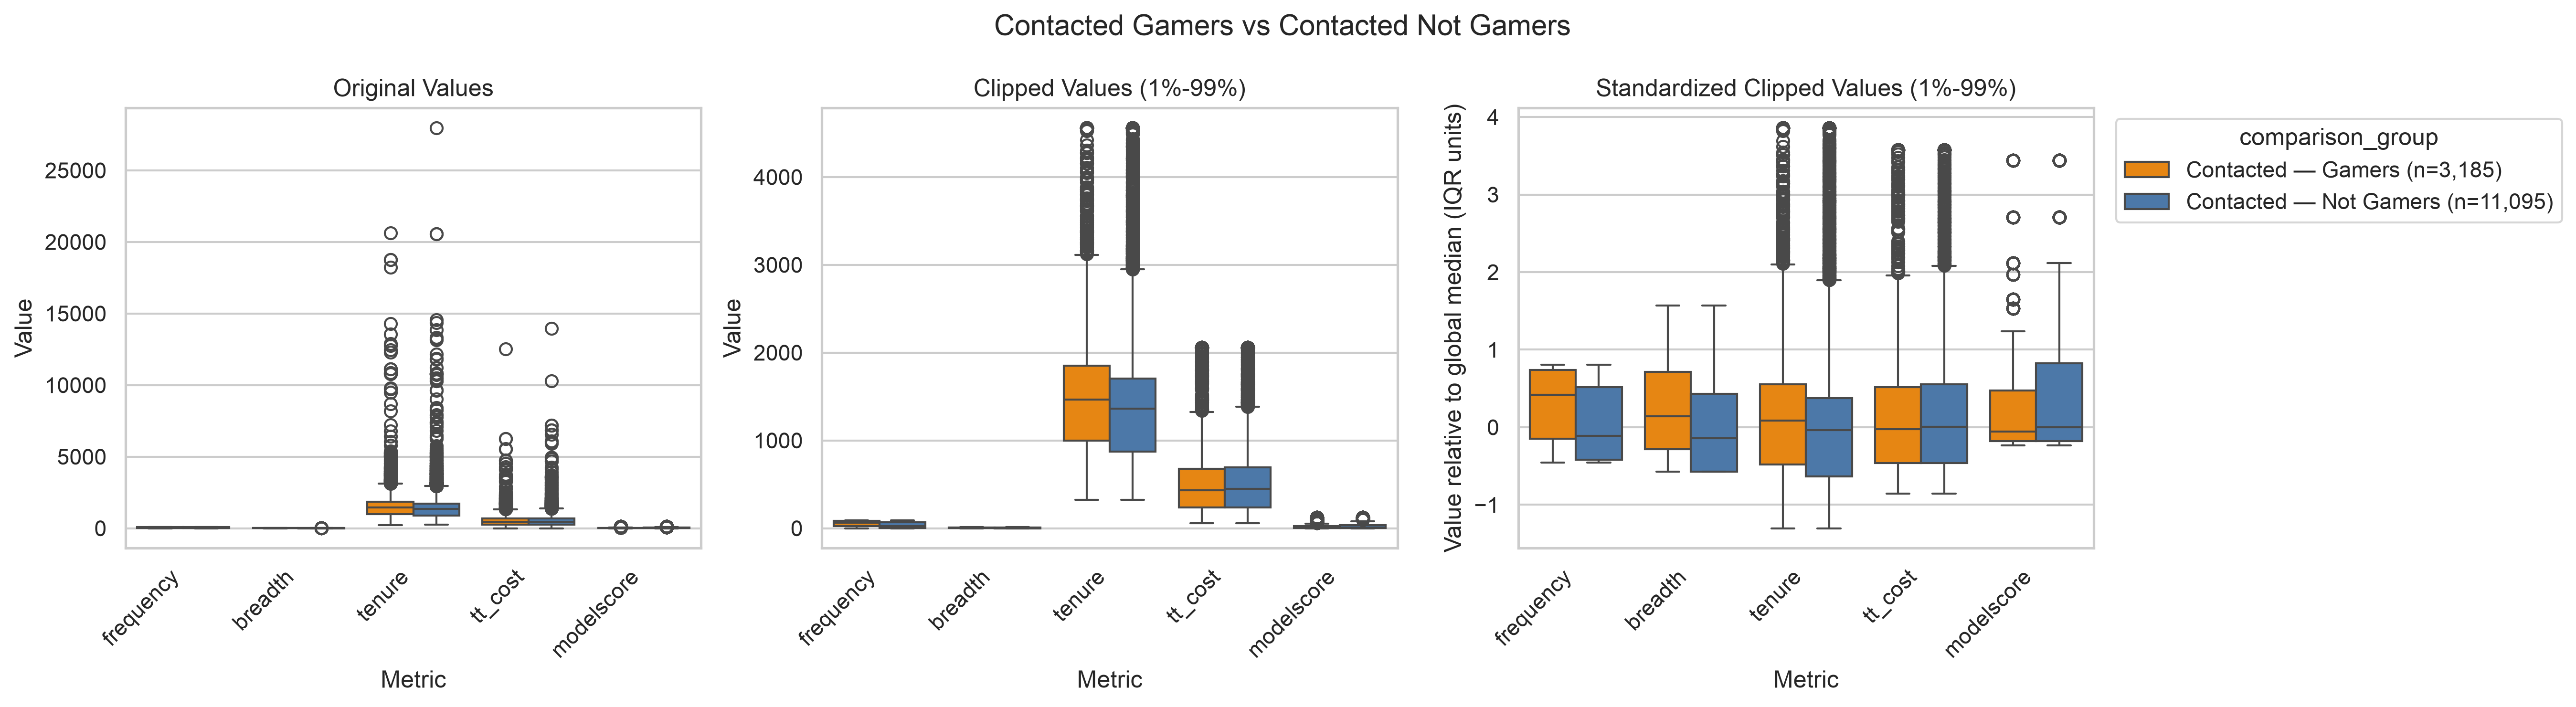 Contacted Gamers vs Contacted Not Gamers
Original Values
Value
25000
20000
15000
10000
5000
0
frequency
breadth
tenure
tt_cost
modelscore
Metric
Clipped Values (1%-99%)
Value
4000
3000
2000
1000
0
frequency
breadth
tenure
tt_cost
modelscore
Metric
Standardized Clipped Values (1%-99%)
Value relative to global median (IQR units)
4
3
2
1
0
−1
frequency
breadth
tenure
tt_cost
modelscore
Metric
comparison_group
Contacted — Gamers (n=3,185)
Contacted — Not Gamers (n=11,095)